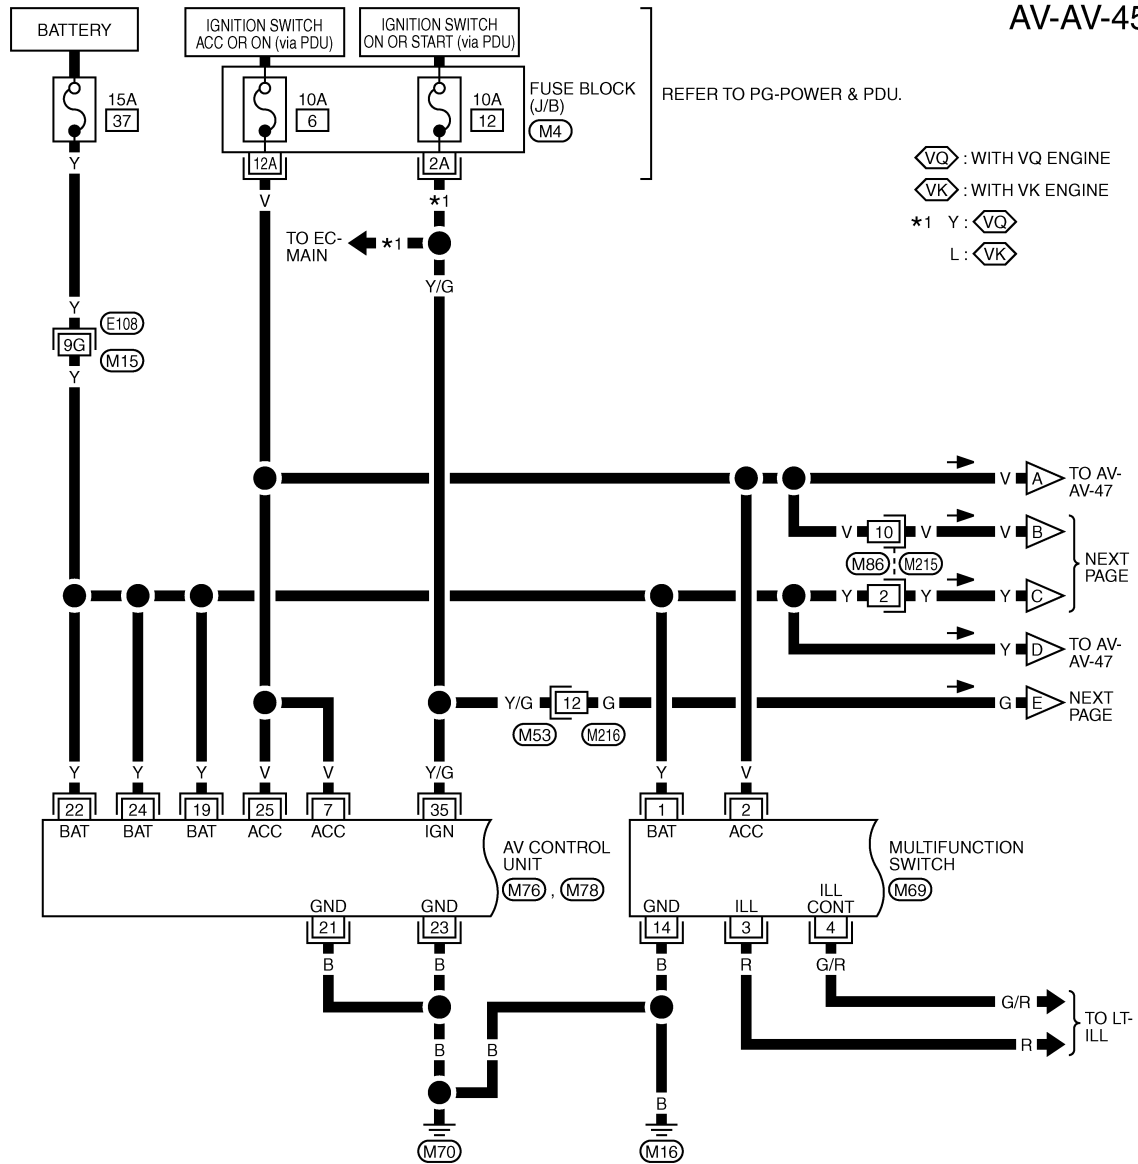 AV-AV-45
BATTERY
IGNITION SWITCH
ACC OR ON (via PDU)
IGNITION SWITCH
ON OR START (via PDU)
15A
37
10A
6
10A
12
FUSE BLOCK
(J/B)
M4
REFER TO PG-POWER & PDU.
12A
2A
Y
V
*1
VQ : WITH VQ ENGINE
VK : WITH VK ENGINE
*1 Y : VQ
L : VK
TO EC-
MAIN
*1
Y/G
Y
E108
9G
M15
Y
V
A
TO AV-
AV-47
V
10
V
V
B
M86
M215
NEXT
PAGE
Y
2
Y
Y
C
Y
D
TO AV-
AV-47
Y/G
12
G
G
E
NEXT
PAGE
M53
M216
Y
Y
Y
V
V
Y/G
Y
V
22
24
19
25
7
35
1
2
BAT
BAT
BAT
ACC
ACC
IGN
BAT
ACC
AV CONTROL
UNIT
M76 , M78
MULTIFUNCTION
SWITCH
M69
GND
GND
GND
ILL
ILL
CONT
21
23
14
3
4
B
B
B
R
G/R
G/R
TO LT-
ILL
R
B
B
B
M70
M16